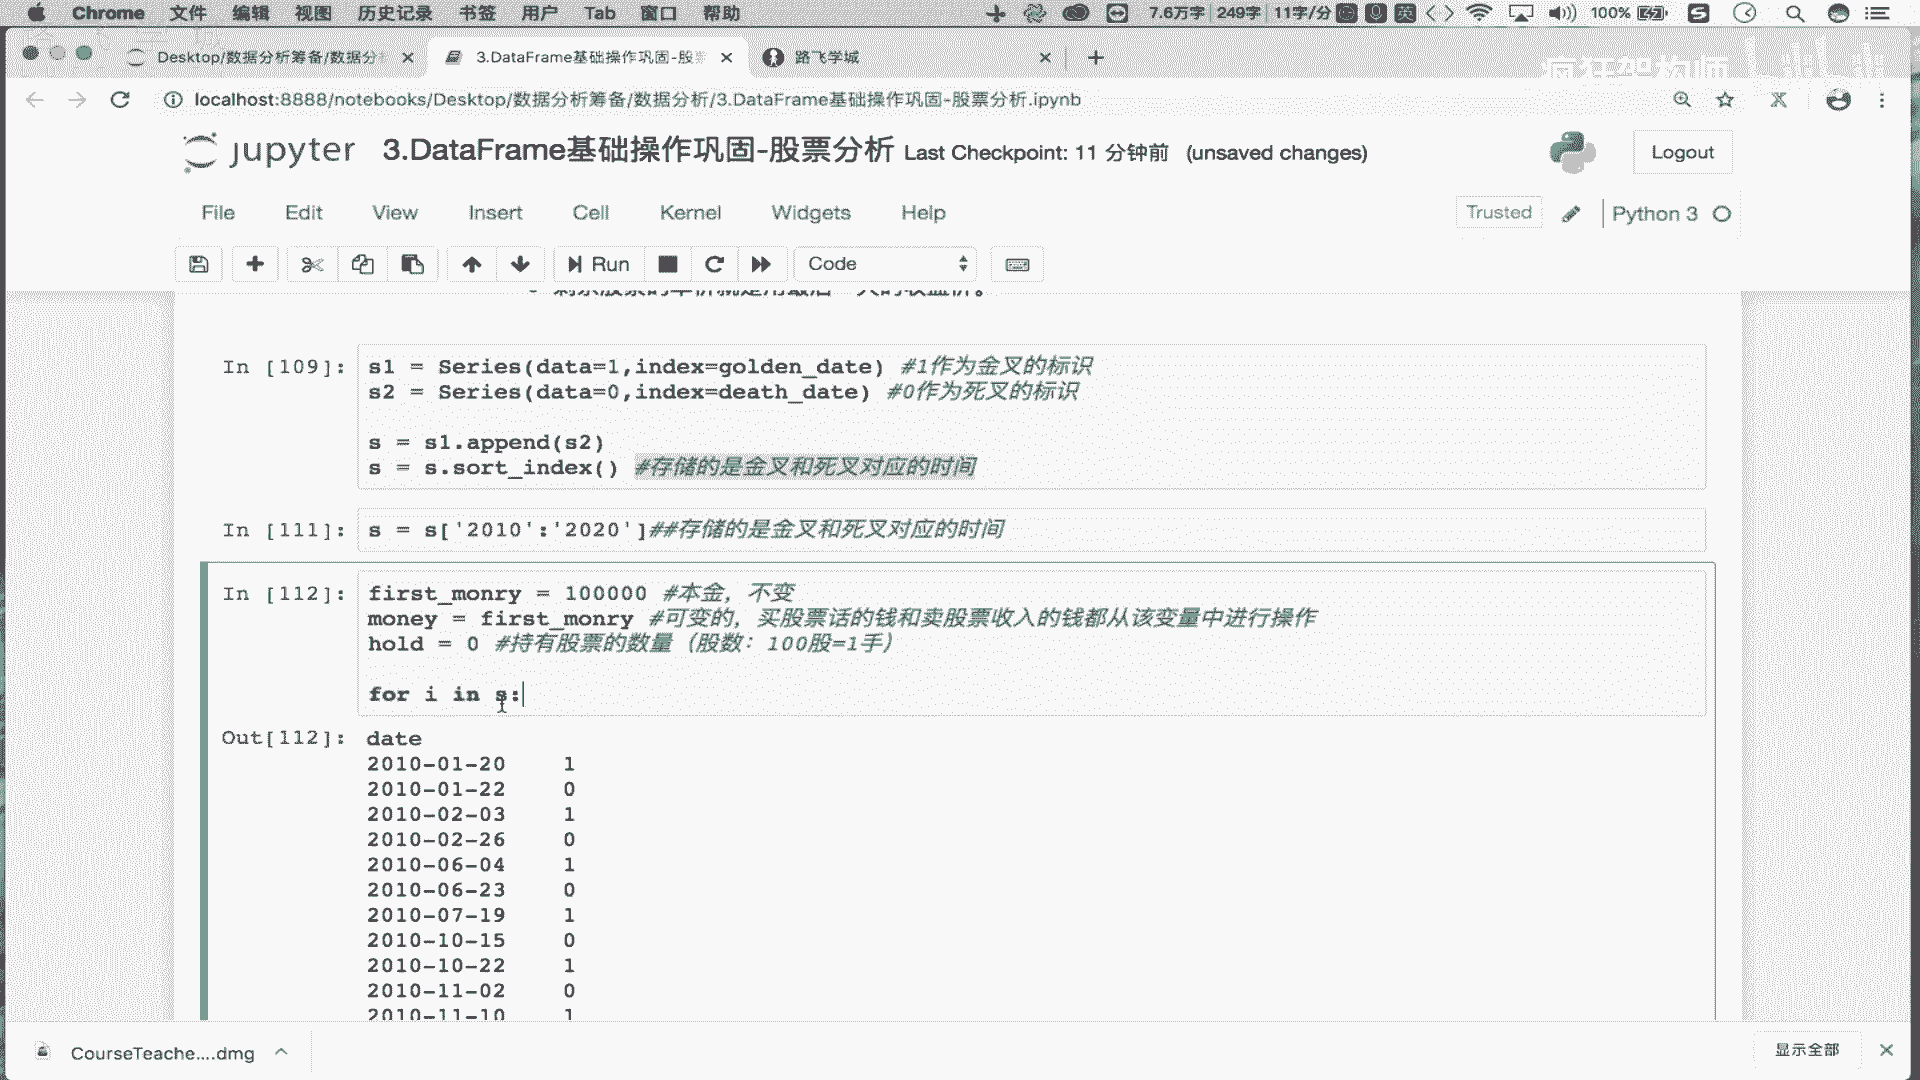 Chrome 文件 编辑 视图 历史记录 书签 用户 Tab 窗口 帮助 7.6万字 249字 11字/分 英 100%
Desktop/数据分析筹备/数据分 3.DataFrame基础操作巩固-股 路飞学城
疯狂架构师
localhost:8888/notebooks/Desktop/数据分析筹备/数据分析/3.DataFrame基础操作巩固-股票分析.ipynb
jupyter 3.DataFrame基础操作巩固-股票分析 Last Checkpoint: 11 分钟前 (unsaved changes) Logout
File Edit View Insert Cell Kernel Widgets Help Trusted Python 3
Run Code
In [109]: s1 = Series(data=1,index=golden_date) #1作为金叉的标识
s2 = Series(data=0,index=death_date) #0作为死叉的标识
s = s1.append(s2)
s = s.sort_index() #存储的是金叉和死叉对应的时间
In [111]: s = s['2010':'2020']##存储的是金叉和死叉对应的时间
In [112]: first_monry = 100000 #本金，不变
money = first_monry #可变的，买股票话的钱和卖股票收入的钱都从该变量中进行操作
hold = 0 #持有股票的数量（股数：100股=1手）
for i in s:
Out[112]: date
2010-01-20 1
2010-01-22 0
2010-02-03 1
2010-02-26 0
2010-06-04 1
2010-06-23 0
2010-07-19 1
2010-10-15 0
2010-10-22 1
2010-11-02 0
2010-11-10 1
CourseTeache....dmg 显示全部